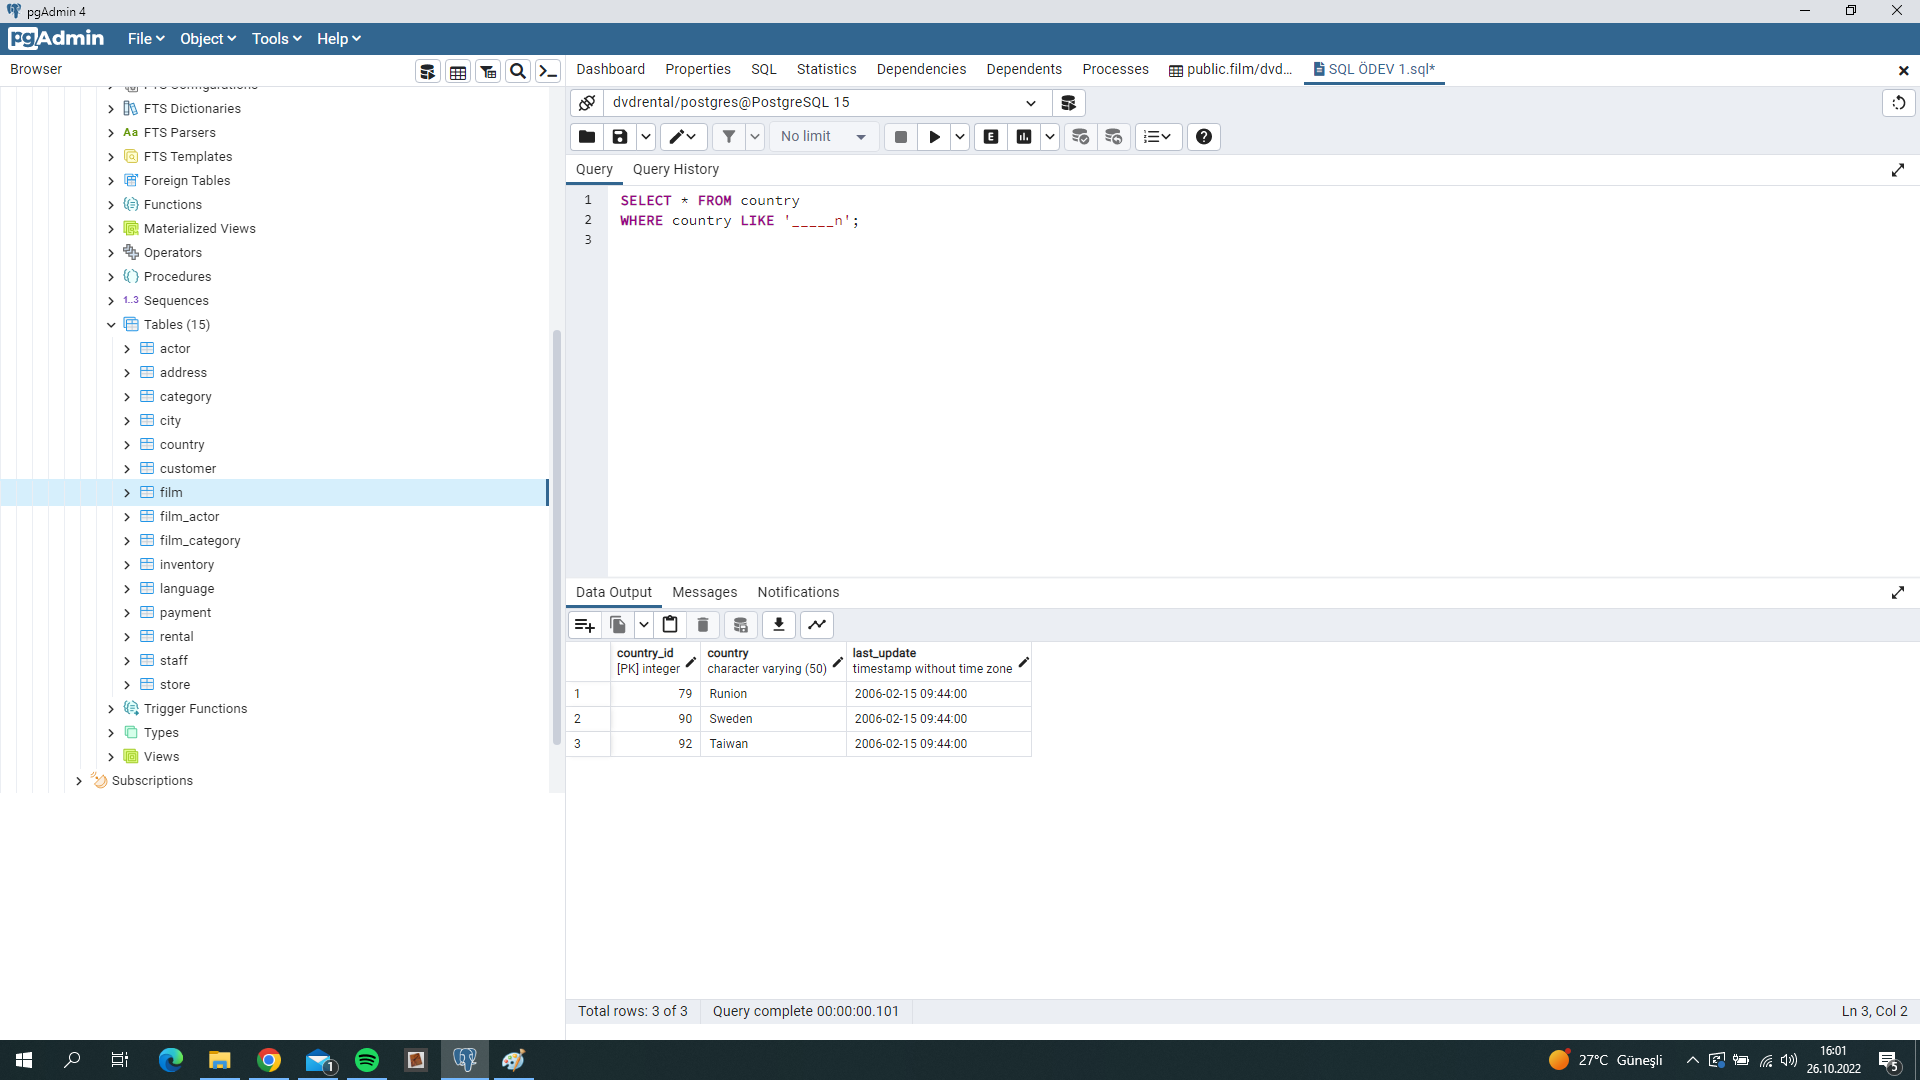 pgAdmin 4
pgAdmin
File
Object
Tools
Help
Browser
Dashboard
Properties
SQL
Statistics
Dependencies
Dependents
Processes
public.film/dvd...
SQL ÖDEV 1.sql*
FTS Configurations
FTS Dictionaries
Aa FTS Parsers
FTS Templates
Foreign Tables
Functions
Materialized Views
Operators
Procedures
1..3 Sequences
Tables (15)
actor
address
category
city
country
customer
film
film_actor
film_category
inventory
language
payment
rental
staff
store
Trigger Functions
Types
Views
Subscriptions
dvdrental/postgres@PostgreSQL 15
No limit
E
Query
Query History
1 SELECT * FROM country
2 WHERE country LIKE '_____n';
3
Data Output
Messages
Notifications
country_id
[PK] integer
country
character varying (50)
last_update
timestamp without time zone
1 79 Runion 2006-02-15 09:44:00
2 90 Sweden 2006-02-15 09:44:00
3 92 Taiwan 2006-02-15 09:44:00
Total rows: 3 of 3
Query complete 00:00:00.101
Ln 3, Col 2
1
27°C Güneşli
16:01
26.10.2022
5